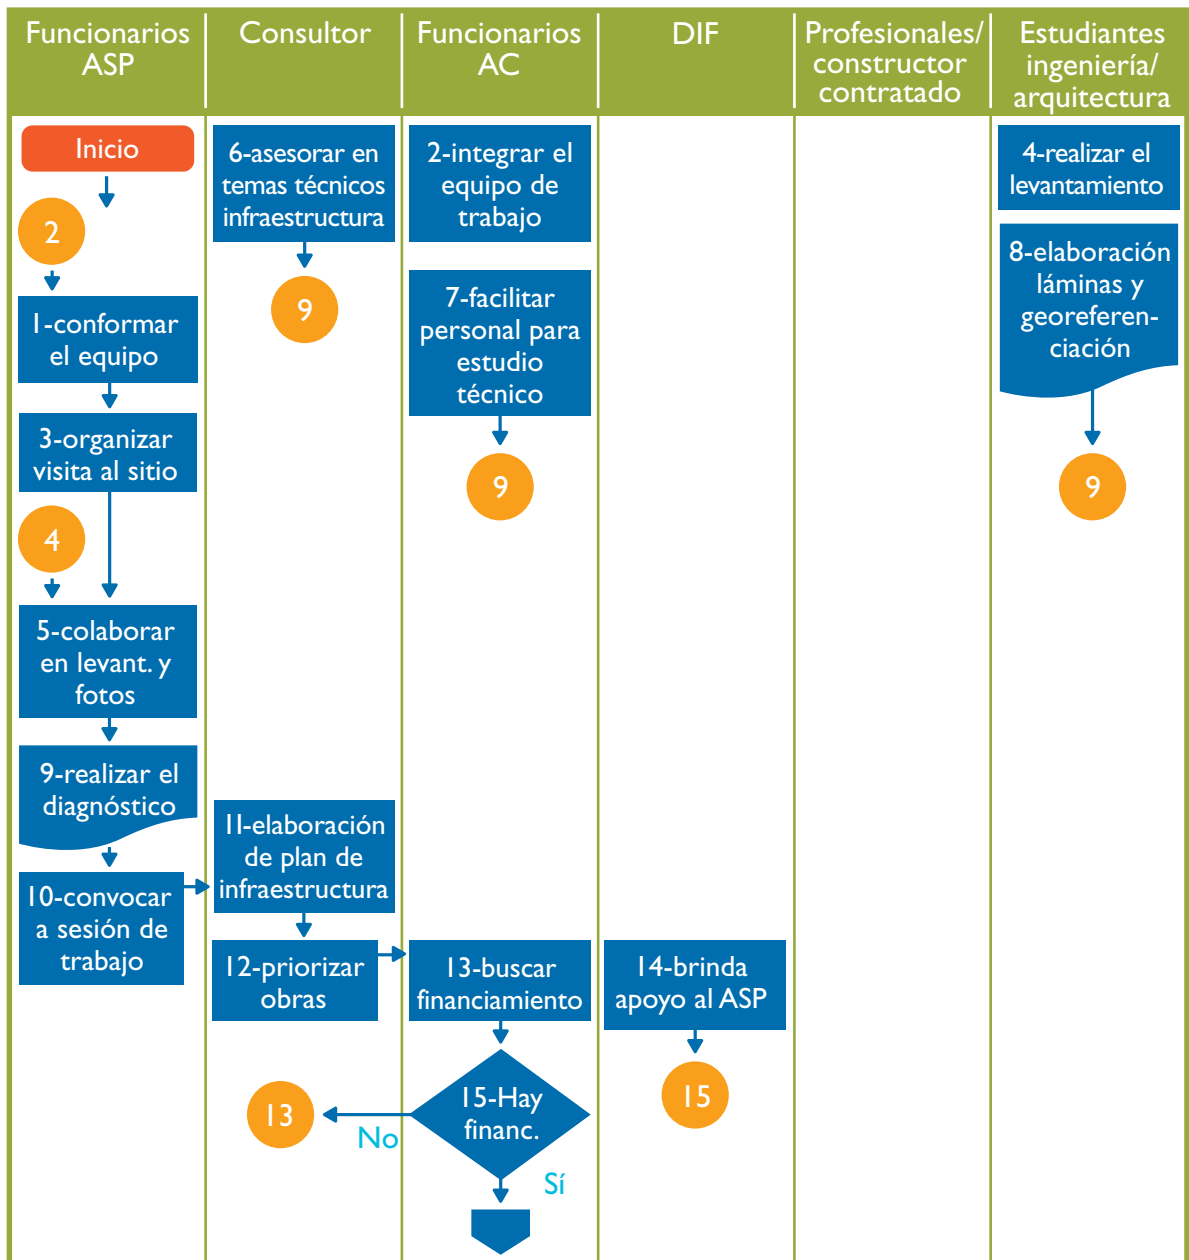 Funcionarios
ASP
Consultor
Funcionarios
AC
DIF
Profesionales/
constructor
contratado
Estudiantes
ingeniería/
arquitectura
Inicio
2
1-conformar
el equipo
3-organizar
visita al sitio
4
5-colaborar
en levant. y
fotos
9-realizar el
diagnóstico
10-convocar
a sesión de
trabajo
6-asesorar en
temas técnicos
infraestructura
9
11-elaboración
de plan de
infraestructura
12-priorizar
obras
13
2-integrar el
equipo de
trabajo
7-facilitar
personal para
estudio
técnico
9
13-buscar
financiamiento
15-Hay
financ.
No
Sí
14-brinda
apoyo al ASP
15
4-realizar el
levantamiento
8-elaboración
láminas y
georeferen-
ciación
9